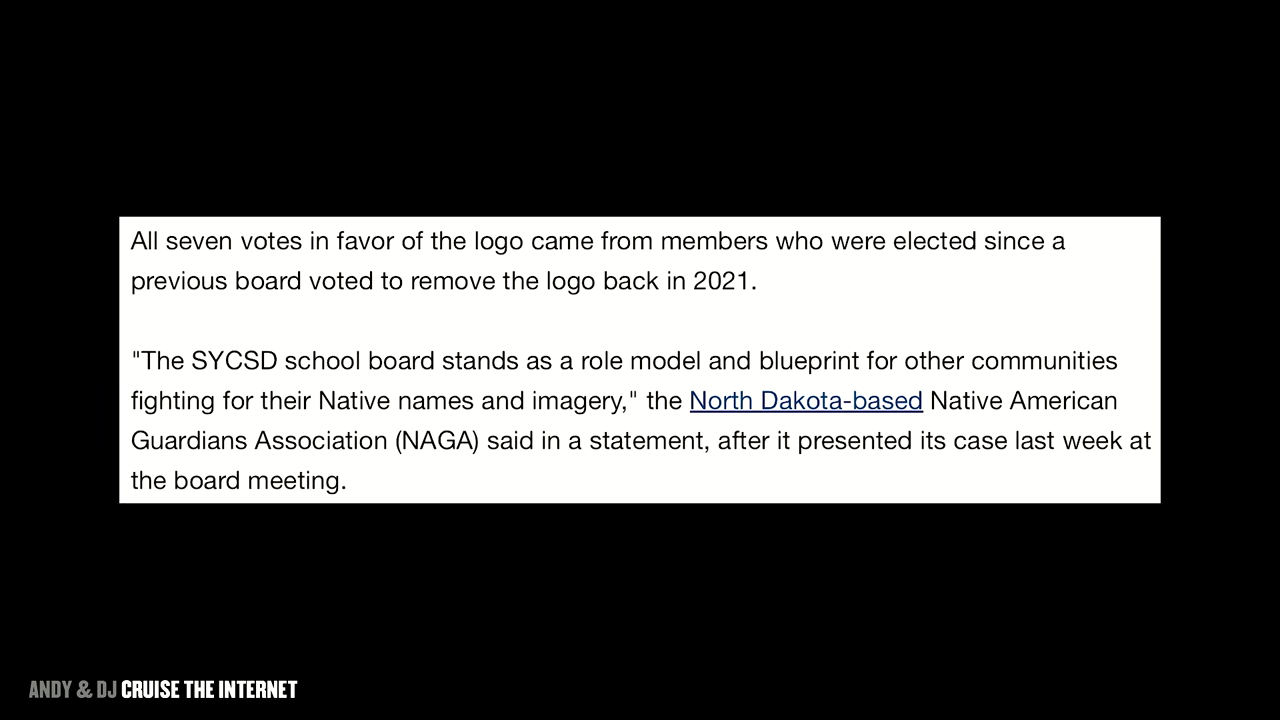 All seven votes in favor of the logo came from members who were elected since a
previous board voted to remove the logo back in 2021.
"The SYCSD school board stands as a role model and blueprint for other communities
fighting for their Native names and imagery," the North Dakota-based Native American
Guardians Association (NAGA) said in a statement, after it presented its case last week at
the board meeting.
ANDY & DJ CRUISE THE INTERNET